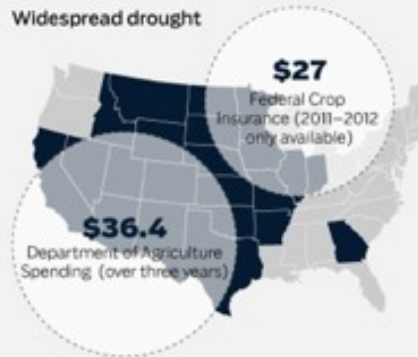 Widespread drought
$27
Federal Crop
Insurance (2011–2012
only available)
$36.4
Department of Agriculture
Spending (over three years)